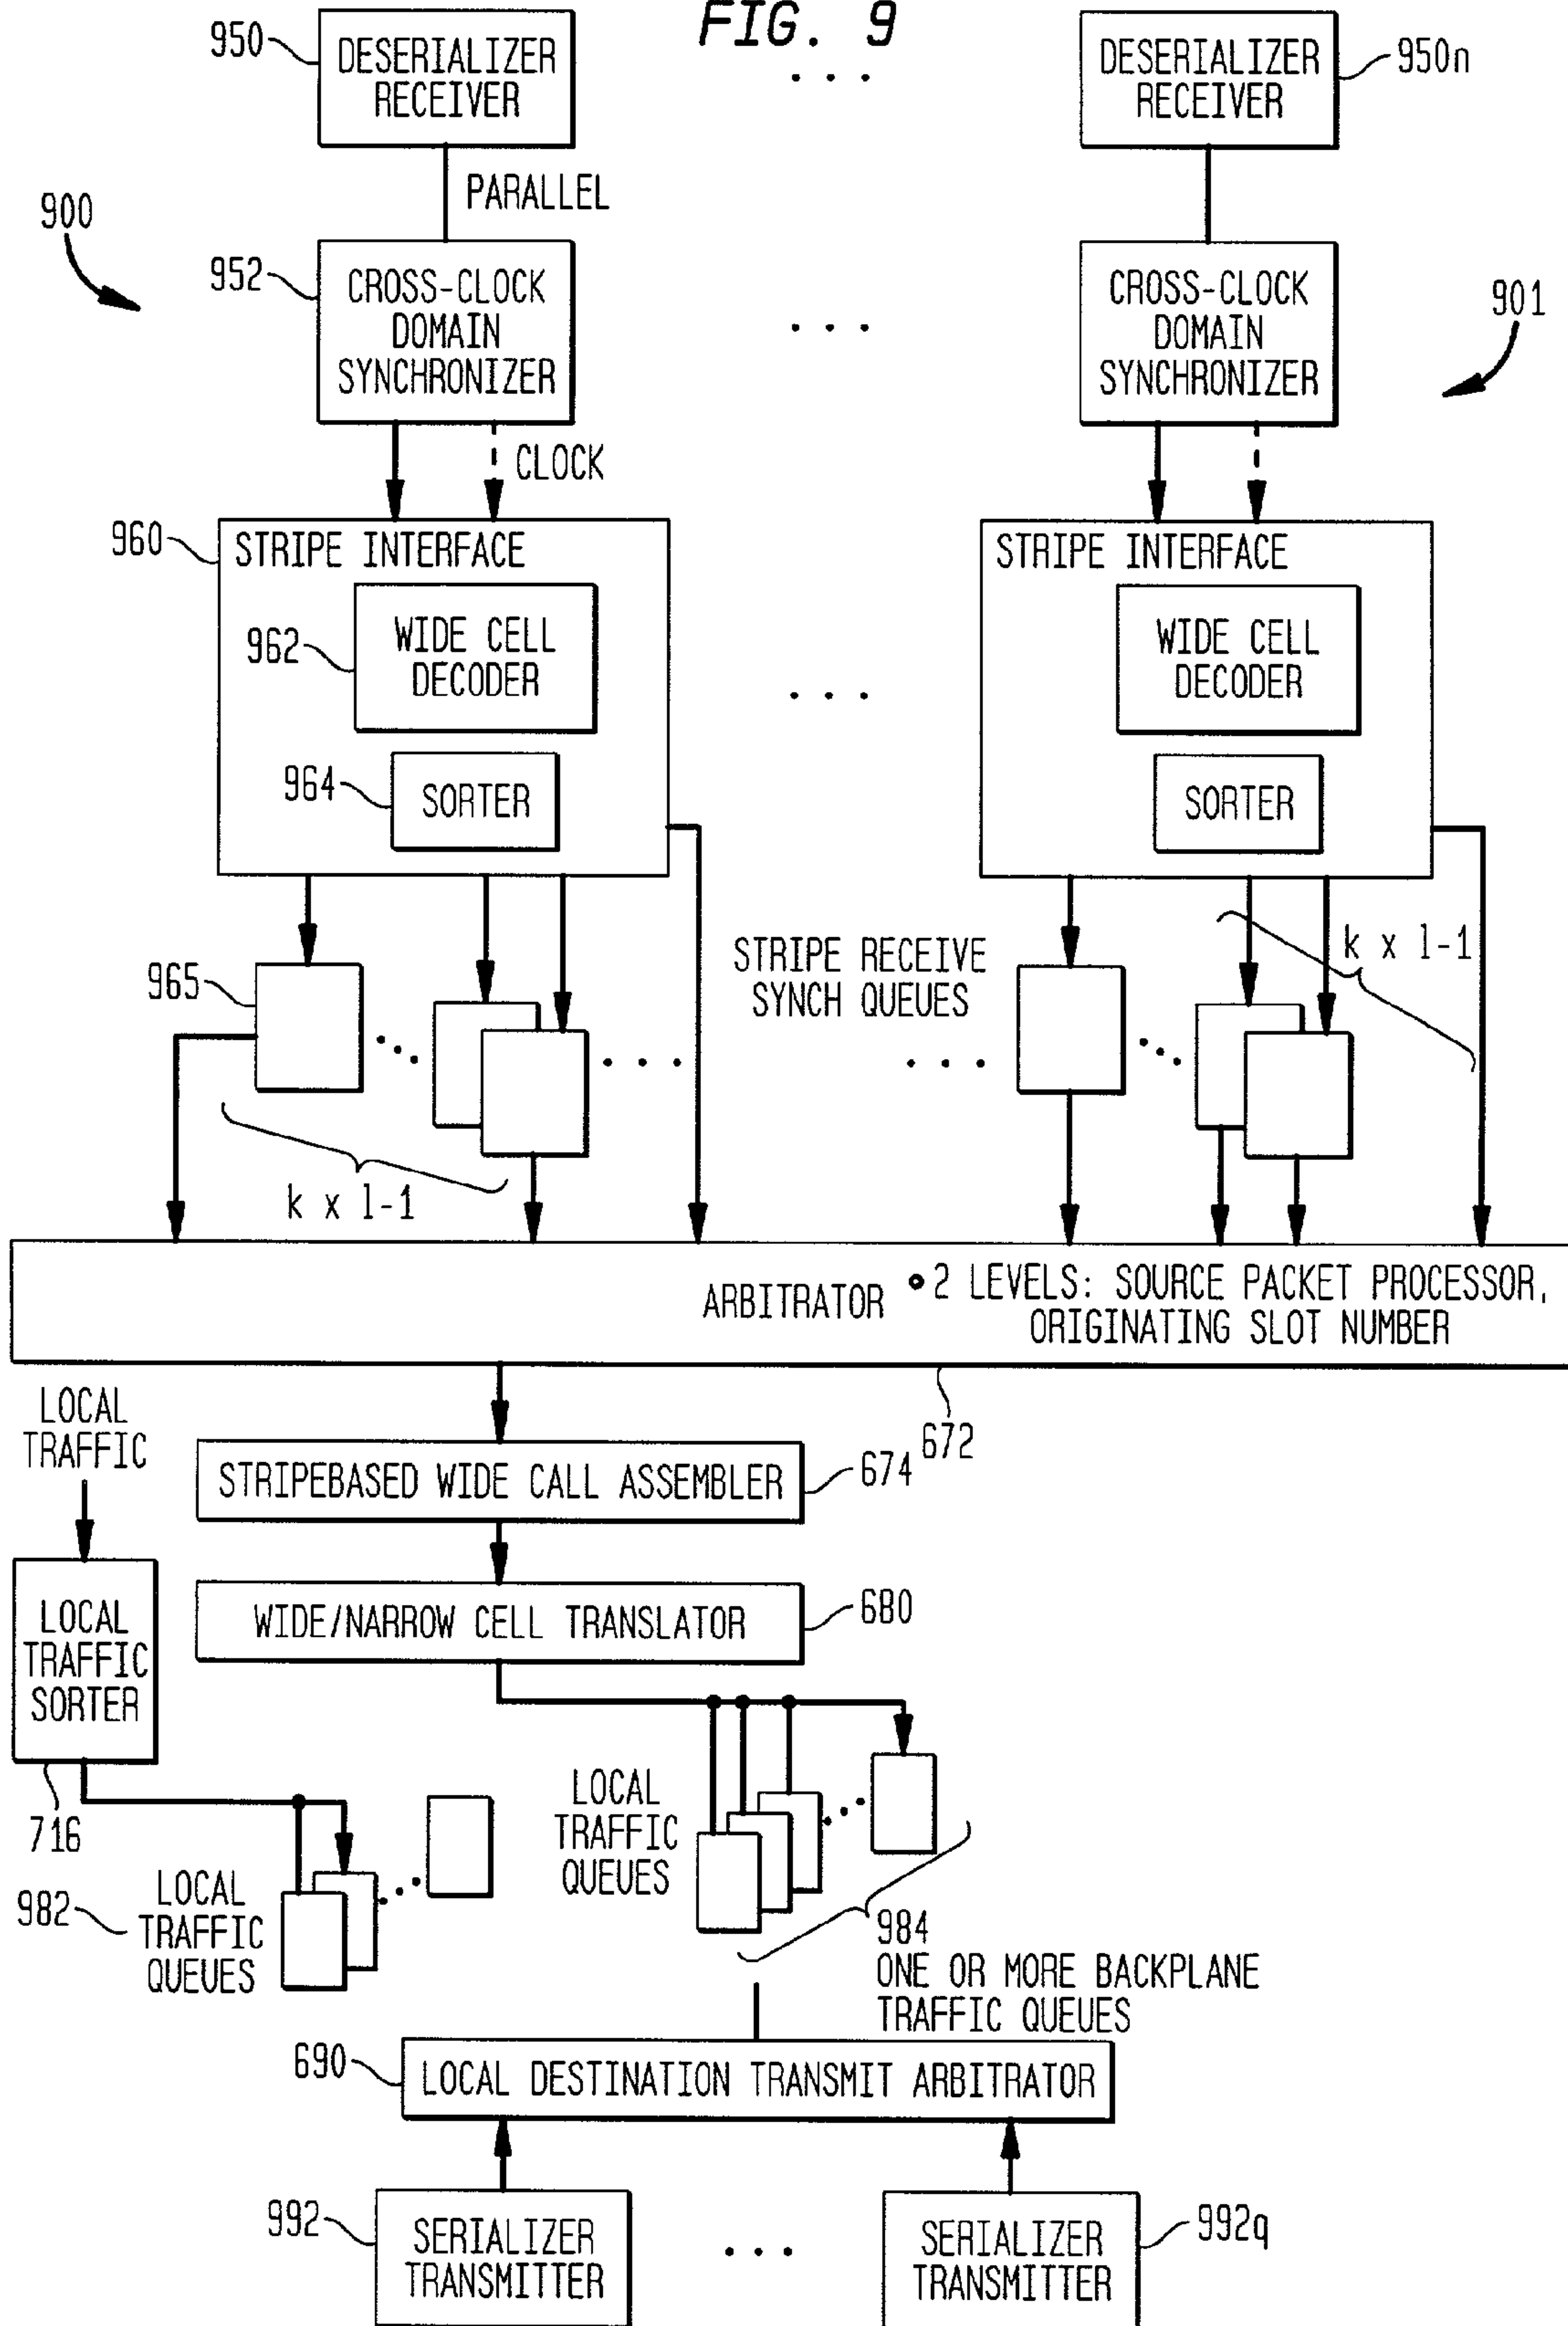 FIG. 9
950
DESERIALIZER
RECEIVER
. . .
DESERIALIZER
RECEIVER
950n
PARALLEL
900
952
CROSS-CLOCK
DOMAIN
SYNCHRONIZER
. . .
CROSS-CLOCK
DOMAIN
SYNCHRONIZER
901
CLOCK
960
STRIPE INTERFACE
STRIPE INTERFACE
962
WIDE CELL
DECODER
. . .
WIDE CELL
DECODER
964
SORTER
SORTER
965
STRIPE RECEIVE
SYNCH QUEUES
k x l-1
k x l-1
ARBITRATOR
•2 LEVELS: SOURCE PACKET PROCESSOR,
ORIGINATING SLOT NUMBER
672
LOCAL
TRAFFIC
STRIPEBASED WIDE CALL ASSEMBLER
674
WIDE/NARROW CELL TRANSLATOR
680
LOCAL
TRAFFIC
SORTER
716
LOCAL
TRAFFIC
QUEUES
982
LOCAL
TRAFFIC
QUEUES
984
ONE OR MORE BACKPLANE
TRAFFIC QUEUES
690
LOCAL DESTINATION TRANSMIT ARBITRATOR
992
SERIALIZER
TRANSMITTER
. . .
SERIALIZER
TRANSMITTER
992q